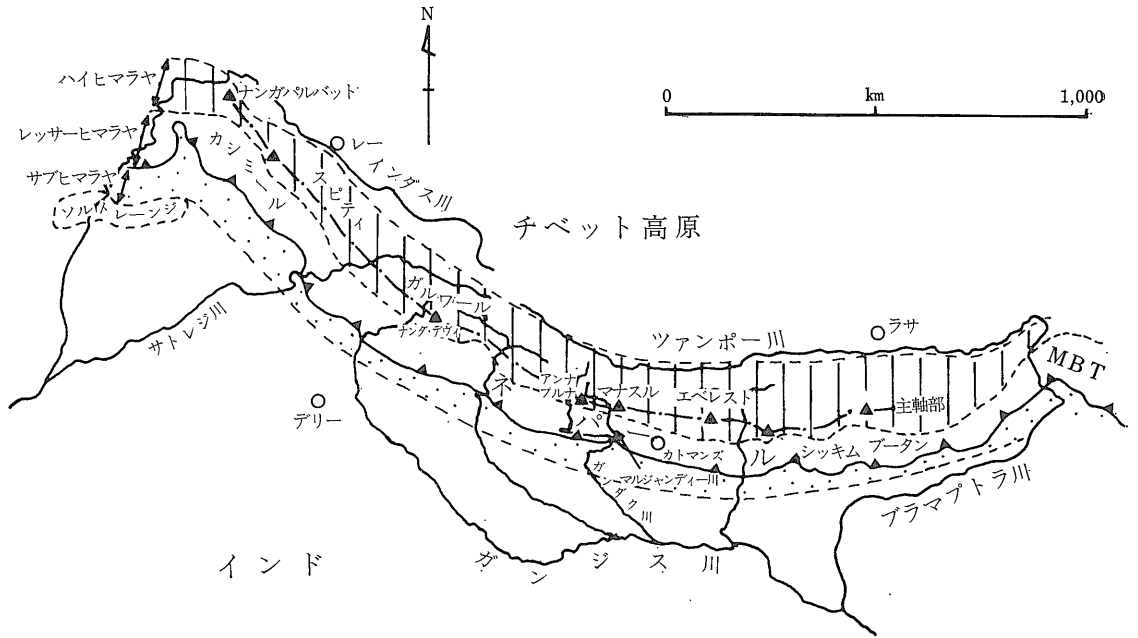 N
0 km 1,000
ハイヒマラヤ
レッサーヒマラヤ
サブヒマラヤ
ソルトレーンジ
ナンガパルバット
カシミール
レー
インダス川
スピティ
チベット高原
サトレジ川
ガルワール
ナンダ・デヴィ
デリー
ツァンポー川
ラサ
MBT
アンナ
プルナ
マナスル
エベレスト
主軸部
ネパール
カトマンズ
シッキム
ブータン
マルシャンディー川
ガンダク川
ブラマプトラ川
インド
ガンジス川